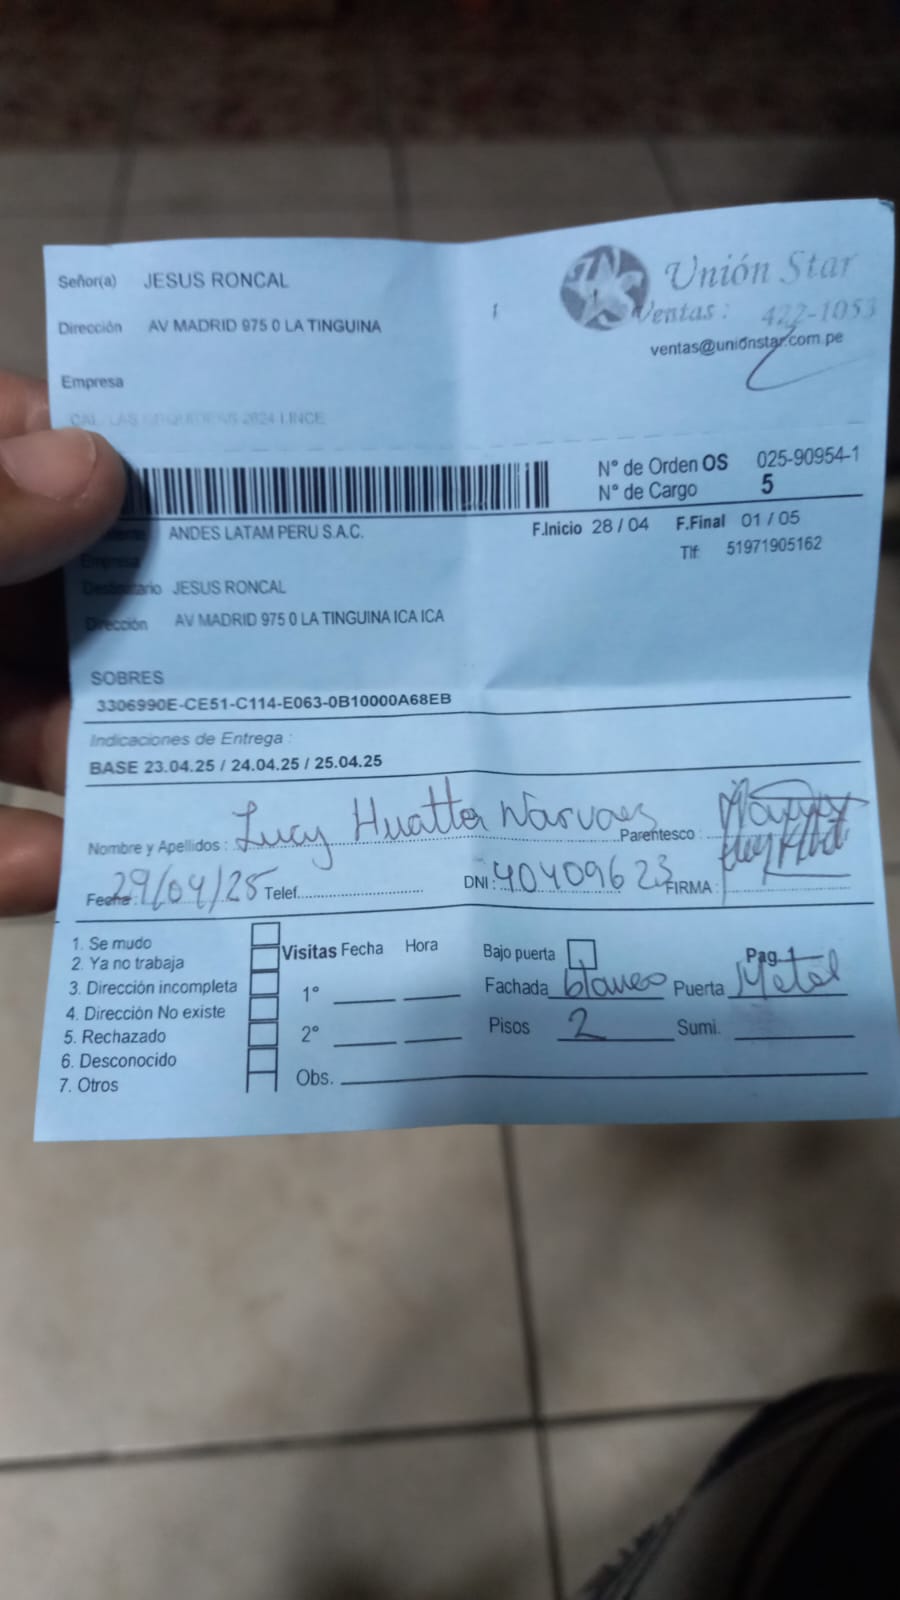 Señor(a) JESUS RONCAL
Unión Star
Ventas: 422-1053
Dirección AV MADRID 975 0 LA TINGUINA
ventas@unionstar.com.pe
Empresa
2624 LINCE
N° de Orden OS 025-90954-1
N° de Cargo 5
ANDES LATAM PERU S.A.C.
F.Inicio 28 / 04 F.Final 01 / 05
Empresa
Tlf: 51971905162
Destinatario JESUS RONCAL
Dirección AV MADRID 975 0 LA TINGUINA ICA ICA
SOBRES
3306990E-CE51-C114-E063-0B10000A68EB
Indicaciones de Entrega :
BASE 23.04.25 / 24.04.25 / 25.04.25
Nombre y Apellidos : Lucy Huatta Narvaes Parentesco :
Fecha: 29/04/25 Telef. DNI: 40409623 FIRMA :
1. Se mudo
2. Ya no trabaja
3. Dirección incompleta
4. Dirección No existe
5. Rechazado
6. Desconocido
7. Otros
Visitas Fecha Hora
1°
2°
Obs.
Bajo puerta
Pag. 1
Fachada blanco Puerta Metal
Pisos 2 Sumi.